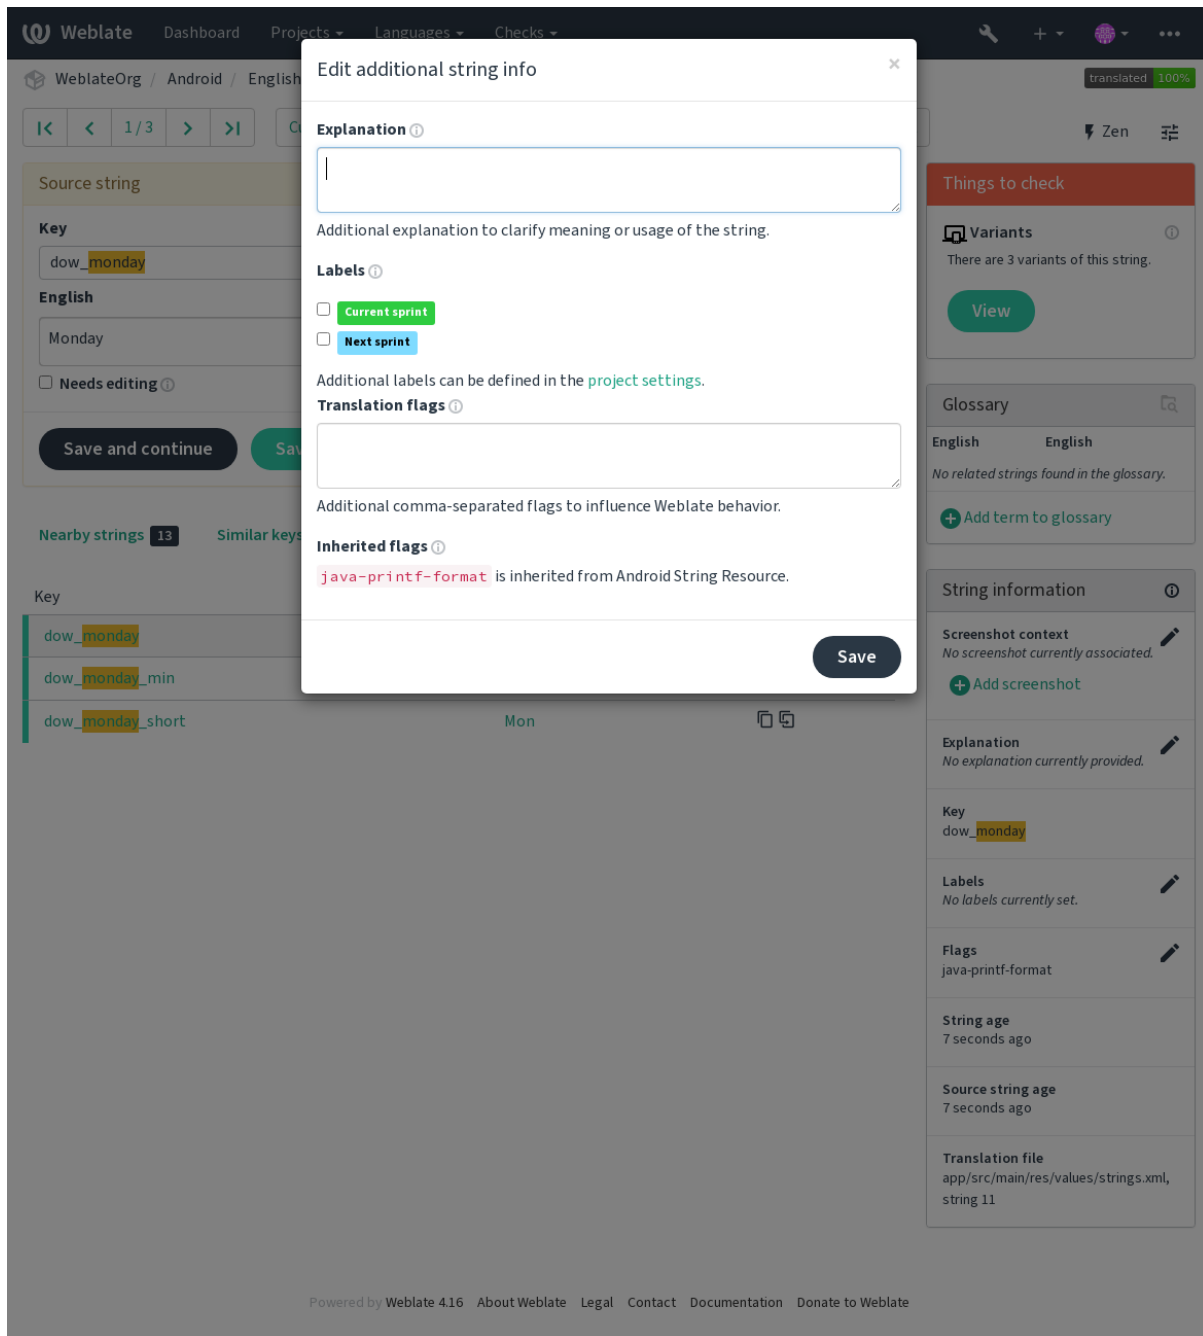 Weblate Dashboard Projects Languages Checks
WeblateOrg / Android / English
translated 100%
1 / 3
Zen
Edit additional string info
×
Explanation
Additional explanation to clarify meaning or usage of the string.
Labels
Current sprint
Next sprint
Additional labels can be defined in the project settings.
Translation flags
Additional comma-separated flags to influence Weblate behavior.
Inherited flags
java-printf-format is inherited from Android String Resource.
Save
Source string
Key
dow_monday
English
Monday
Needs editing
Save and continue
Nearby strings 13 Similar keys
Key
dow_monday
dow_monday_min
dow_monday_short Mon
Things to check
Variants
There are 3 variants of this string.
View
Glossary
English English
No related strings found in the glossary.
Add term to glossary
String information
Screenshot context
No screenshot currently associated.
Add screenshot
Explanation
No explanation currently provided.
Key
dow_monday
Labels
No labels currently set.
Flags
java-printf-format
String age
7 seconds ago
Source string age
7 seconds ago
Translation file
app/src/main/res/values/strings.xml,
string 11
Powered by Weblate 4.16 About Weblate Legal Contact Documentation Donate to Weblate